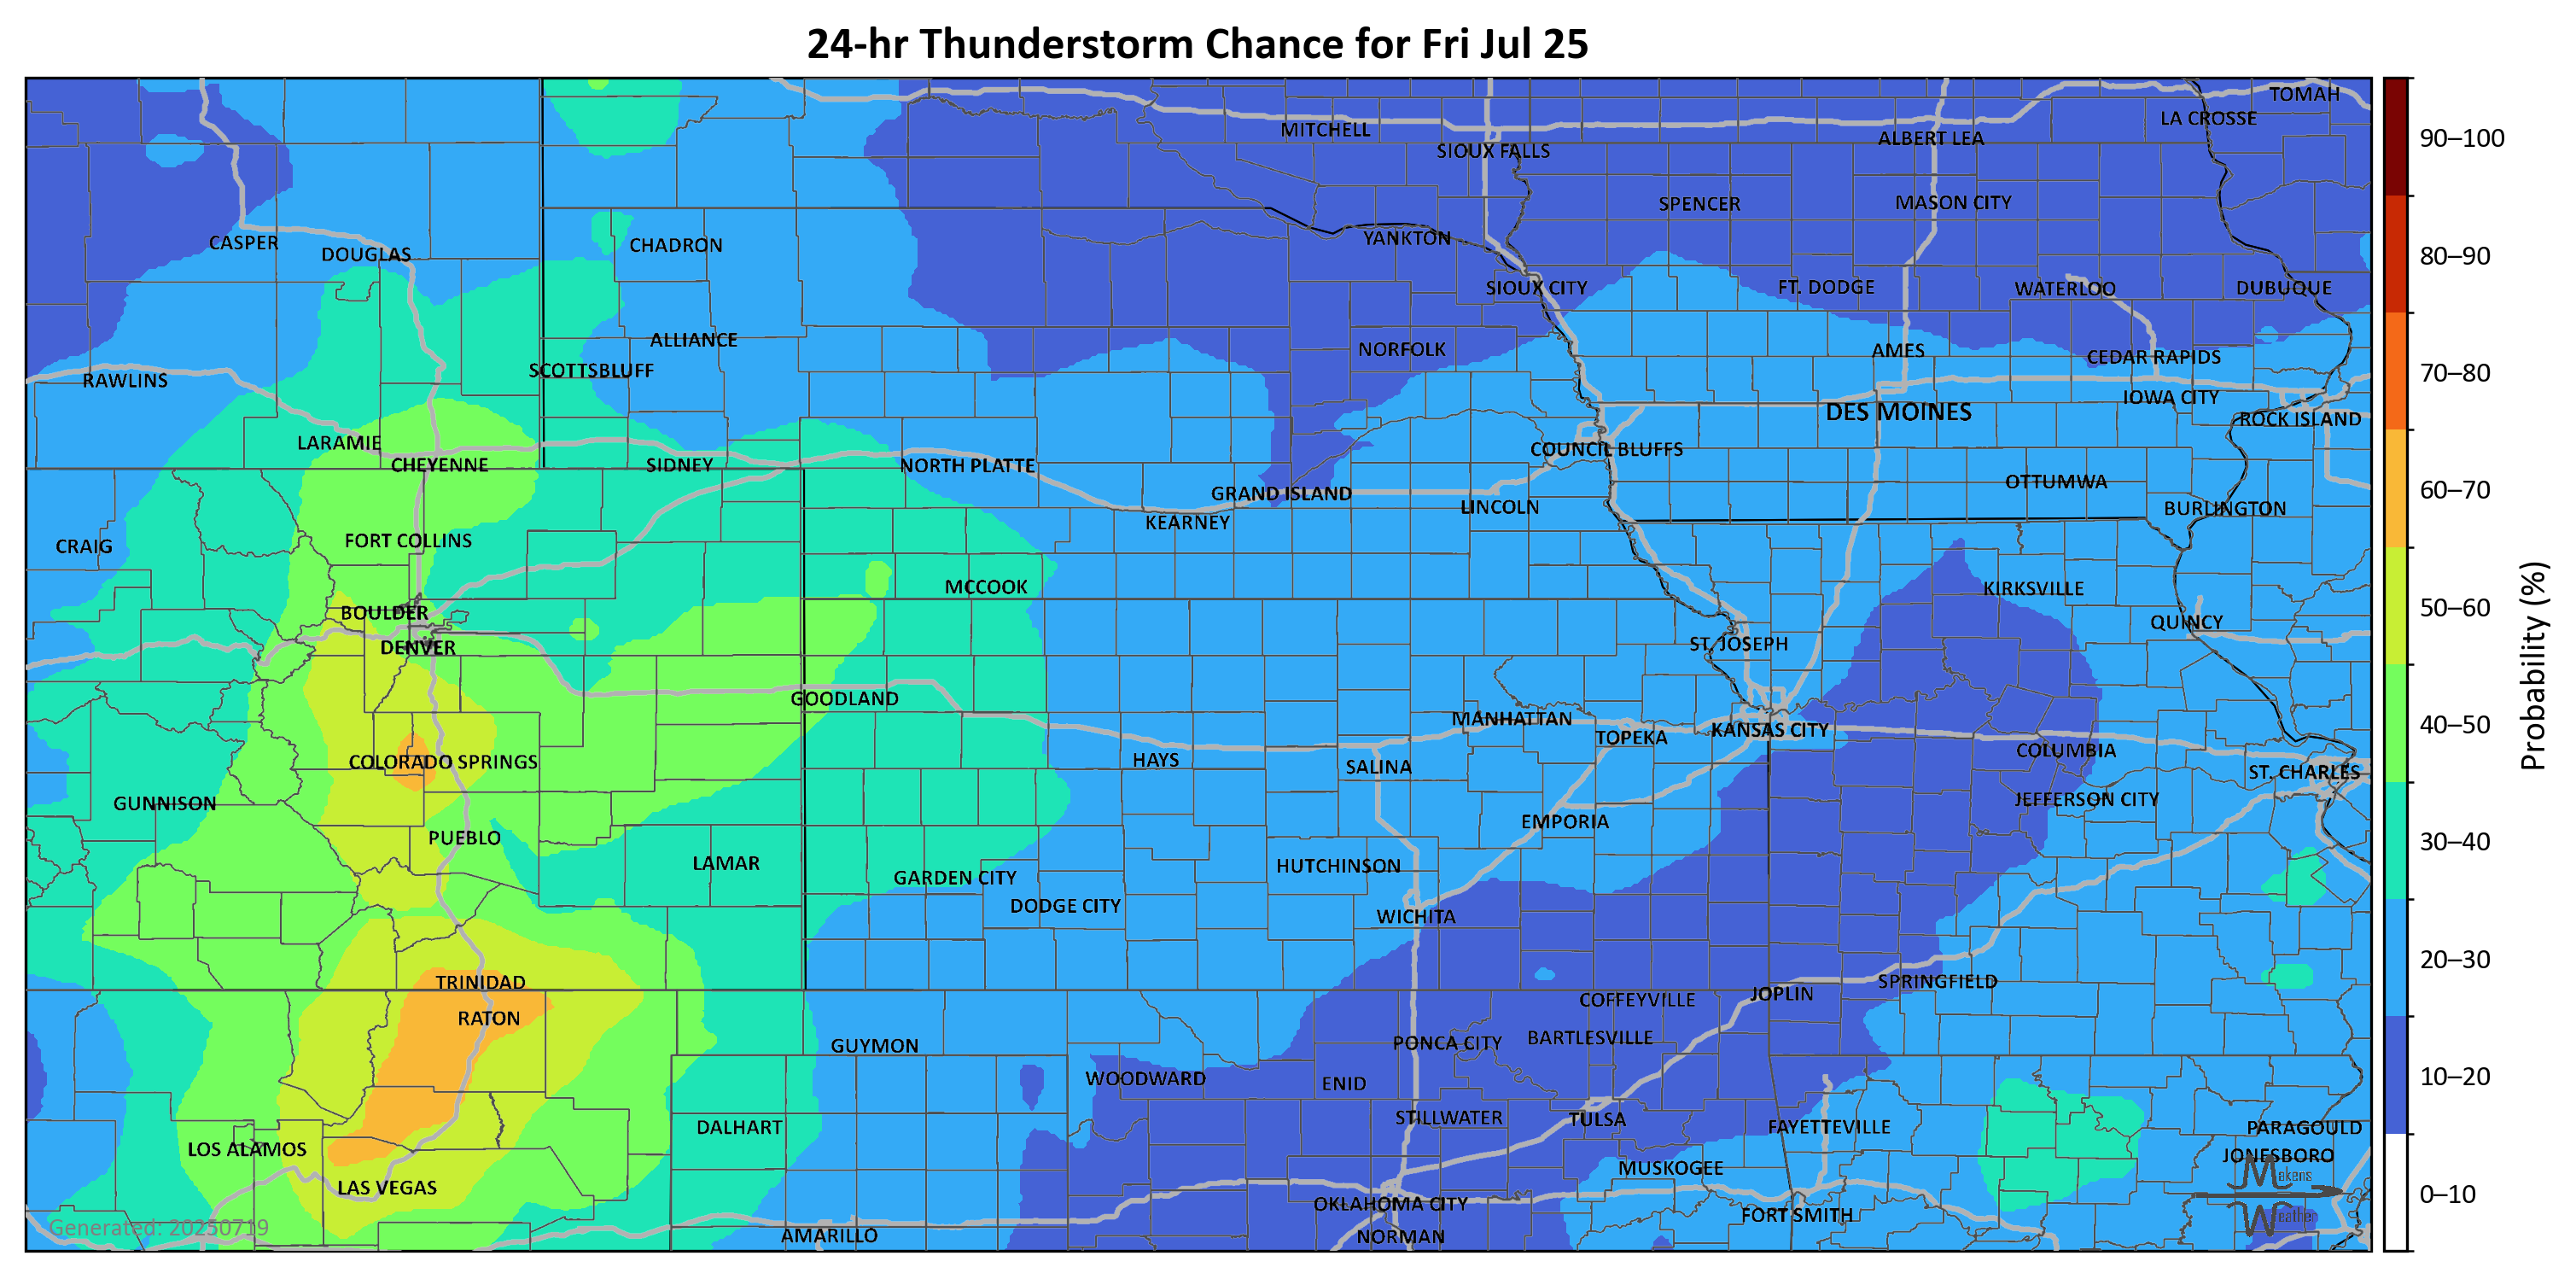 24-hr Thunderstorm Chance for Fri Jul 25
TOMAH
LA CROSSE
MITCHELL
ALBERT LEA
SIOUX FALLS
SPENCER
MASON CITY
CASPER
DOUGLAS
CHADRON
YANKTON
SIOUX CITY
FT. DODGE
WATERLOO
DUBUQUE
ALLIANCE
NORFOLK
AMES
CEDAR RAPIDS
RAWLINS
SCOTTSBLUFF
IOWA CITY
DES MOINES
ROCK ISLAND
LARAMIE
COUNCIL BLUFFS
CHEYENNE
SIDNEY
NORTH PLATTE
OTTUMWA
GRAND ISLAND
LINCOLN
BURLINGTON
KEARNEY
CRAIG
FORT COLLINS
MCCOOK
KIRKSVILLE
BOULDER
QUINCY
DENVER
ST. JOSEPH
GOODLAND
MANHATTAN
TOPEKA
KANSAS CITY
COLUMBIA
COLORADO SPRINGS
HAYS
SALINA
ST. CHARLES
GUNNISON
JEFFERSON CITY
PUEBLO
EMPORIA
LAMAR
HUTCHINSON
GARDEN CITY
DODGE CITY
WICHITA
TRINIDAD
SPRINGFIELD
RATON
COFFEYVILLE
JOPLIN
GUYMON
PONCA CITY
BARTLESVILLE
WOODWARD
ENID
STILLWATER
TULSA
DALHART
FAYETTEVILLE
PARAGOULD
LOS ALAMOS
JONESBORO
MUSKOGEE
LAS VEGAS
OKLAHOMA CITY
FORT SMITH
AMARILLO
NORMAN
Generated: 20250719
Makens
Weather
90–100
80–90
70–80
60–70
50–60
40–50
30–40
20–30
10–20
0–10
Probability (%)